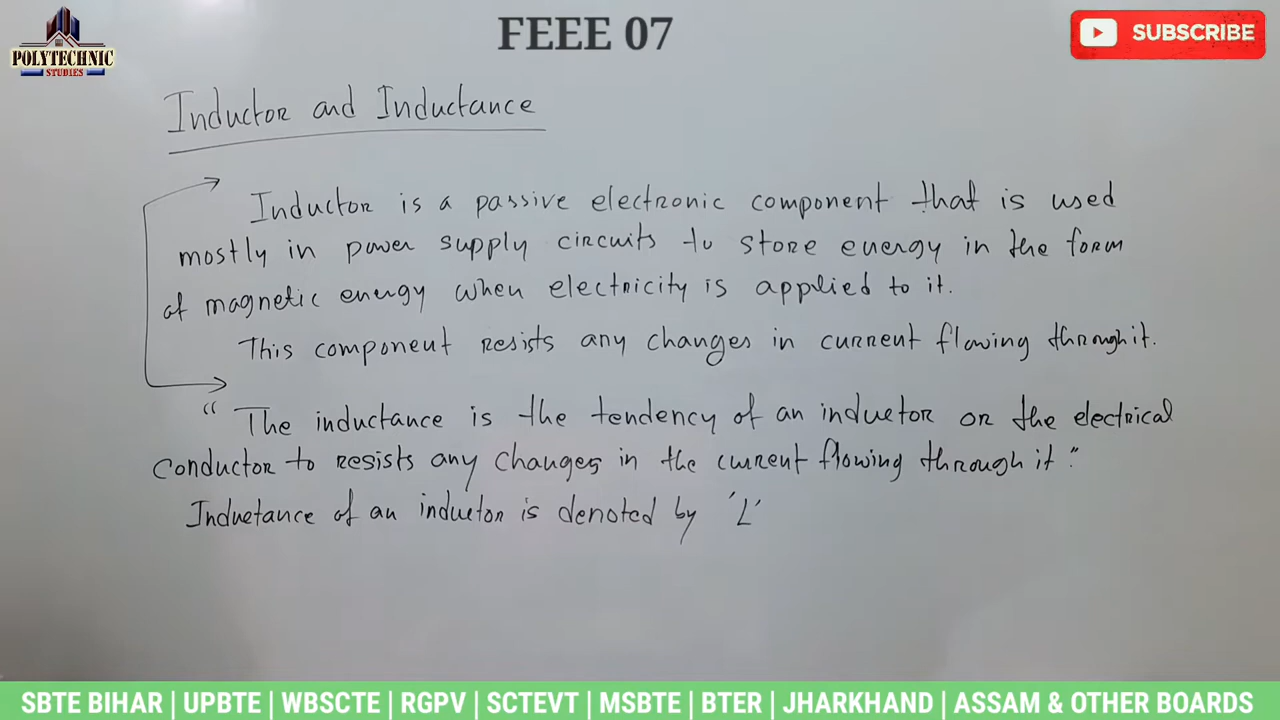 FEEE 07
POLYTECHNIC
STUDIES
SUBSCRIBE
Inductor and Inductance
Inductor is a passive electronic component that is used
mostly in power supply circuits to store energy in the form
of magnetic energy when electricity is applied to it.
This component resists any changes in current flowing through it.
" The inductance is the tendency of an inductor or the electrical
conductor to resists any changes in the current flowing through it "
Inductance of an inductor is denoted by 'L'
SBTE BIHAR | UPBTE | WBSCTE | RGPV | SCTEVT | MSBTE | BTER | JHARKHAND | ASSAM & OTHER BOARDS